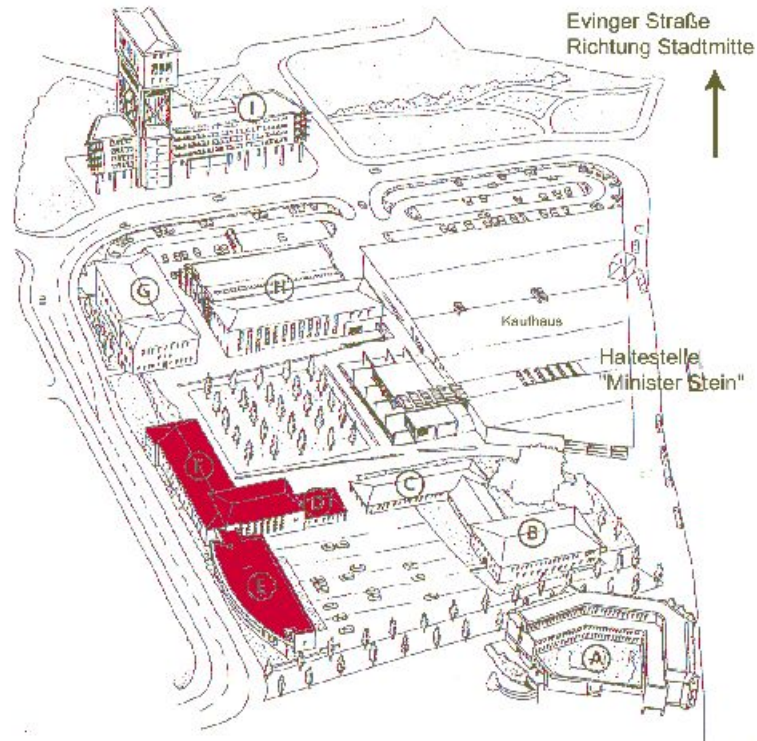 Evinger Straße
Richtung Stadtmitte
I
G
H
Kaufhaus
Haltestelle
"Minister Stein"
C
D
B
E
A